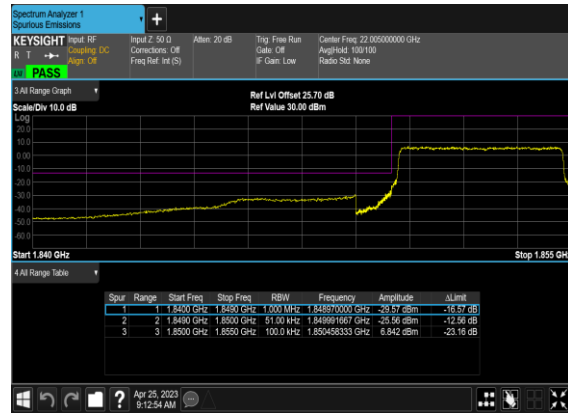 Spectrum Analyzer 1
Spurious Emissions
+
KEYSIGHT Input: RF Input Z: 50 Ω Atten: 20 dB Trig: Free Run Center Freq: 22.005000000 GHz
R T Coupling: DC Corrections: Off Gate: Off Avg|Hold: 100/100
Align: Off Freq Ref: Int (S) IF Gain: Low Radio Std: None
PASS
3 All Range Graph
Ref Lvl Offset 25.70 dB
Scale/Div 10.0 dB Ref Value 30.00 dBm
Log
20.0
10.0
0.00
-10.0
-20.0
-30.0
-40.0
-50.0
-60.0
Start 1.840 GHz Stop 1.855 GH
4 All Range Table
Spur Range Start Freq Stop Freq RBW Frequency Amplitude ΔLimit
1 1 1.8400 GHz 1.8490 GHz 1.000 MHz 1.848970000 GHz -29.57 dBm -16.57 dB
2 2 1.8490 GHz 1.8500 GHz 51.00 kHz 1.849991667 GHz -25.56 dBm -12.56 dB
3 3 1.8500 GHz 1.8550 GHz 100.0 kHz 1.850458333 GHz 6.842 dBm -23.16 dB
? Apr 25, 2023
9:12:54 AM